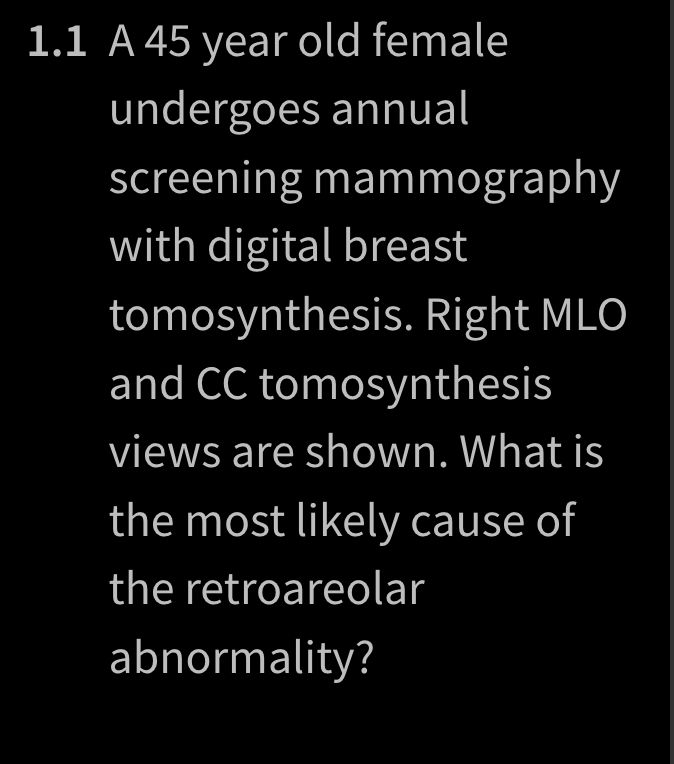 1.1 A 45 year old female
undergoes annual
screening mammography
with digital breast
tomosynthesis. Right MLO
and CC tomosynthesis
views are shown. What is
the most likely cause of
the retroareolar
abnormality?